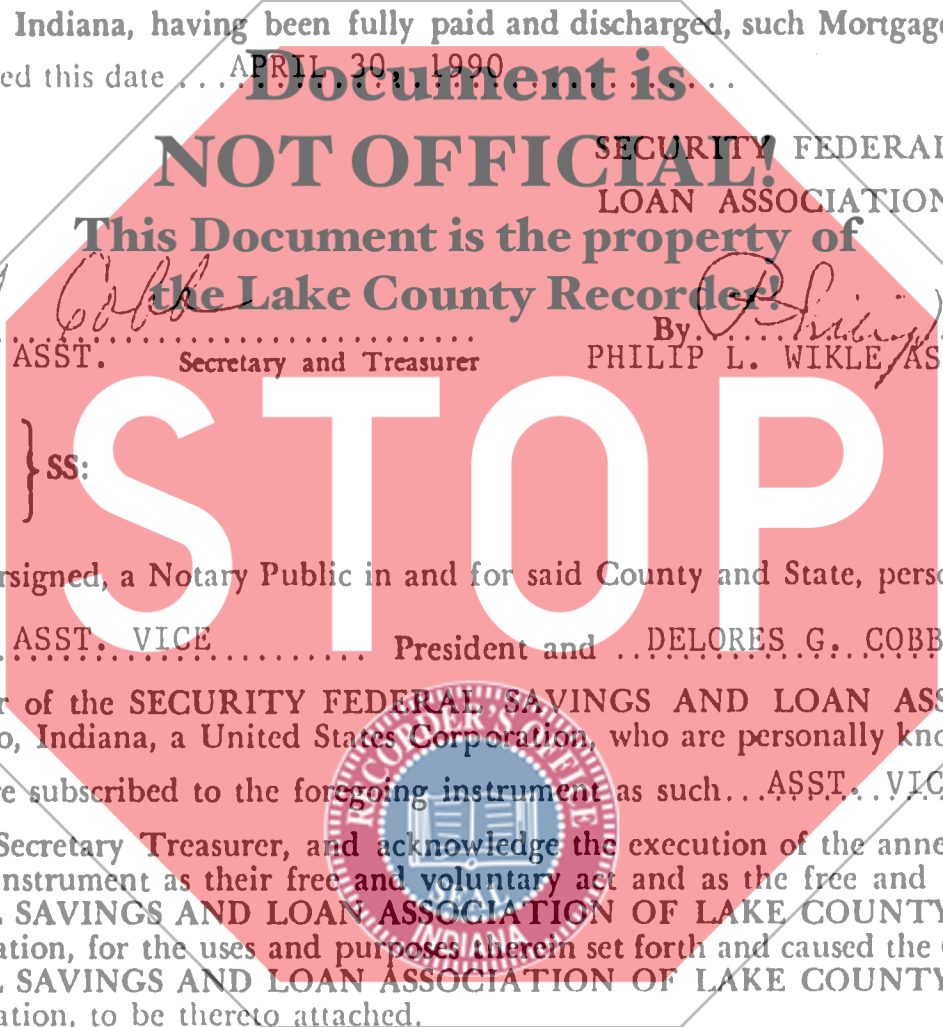 Indiana, having been fully paid and discharged, such Mortgage
ed this date ... APRIL 30, 1990
Document is
NOT OFFICIAL!
SECURITY FEDERAL
LOAN ASSOCIATION
This Document is the property of
the Lake County Recorder!
Cobb
By
ASST. Secretary and Treasurer
PHILIP L. WIKLE, AS
STOP
SS:
rsigned, a Notary Public in and for said County and State, perso
ASST. VICE President and DELORES G. COBB
r of the SECURITY FEDERAL SAVINGS AND LOAN ASS
o, Indiana, a United States Corporation, who are personally kno
re subscribed to the foregoing instrument as such...ASST. VIC
Secretary Treasurer, and acknowledge the execution of the anne
nstrument as their free and voluntary act and as the free and
L SAVINGS AND LOAN ASSOCIATION OF LAKE COUNTY
ation, for the uses and purposes therein set forth and caused the
L SAVINGS AND LOAN ASSOCIATION OF LAKE COUNTY
ation, to be thereto attached.
RECORDER'S OFFICE
SEAL
INDIANA